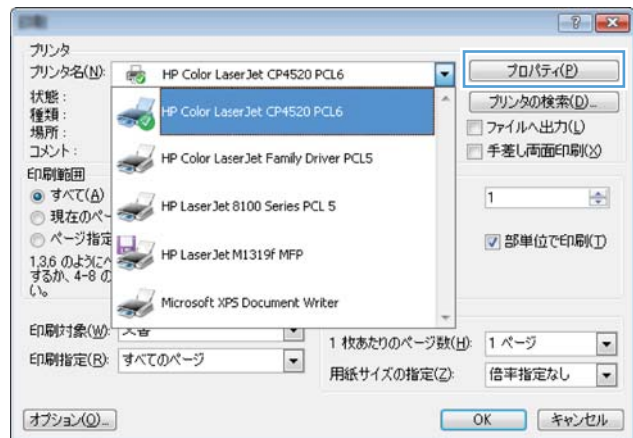 プリンタ
プリンタ名(N):
HP Color LaserJet CP4520 PCL6
プロパティ(P)
状態:
種類:
場所:
コメント:
HP Color LaserJet CP4520 PCL6
HP Color LaserJet Family Driver PCL5
HP LaserJet 8100 Series PCL 5
HP LaserJet M1319f MFP
Microsoft XPS Document Writer
プリンタの検索(D)...
ファイルへ出力(L)
手差し両面印刷(X)
印刷範囲
すべて(A)
現在のペー
ページ指定
1,3,6 のように
するか、4-8 の
い。
1
部単位で印刷(T)
印刷対象(W):
印刷指定(R): すべてのページ
1 枚あたりのページ数(H): 1 ページ
用紙サイズの指定(Z): 倍率指定なし
オプション(O)...
OK
キャンセル